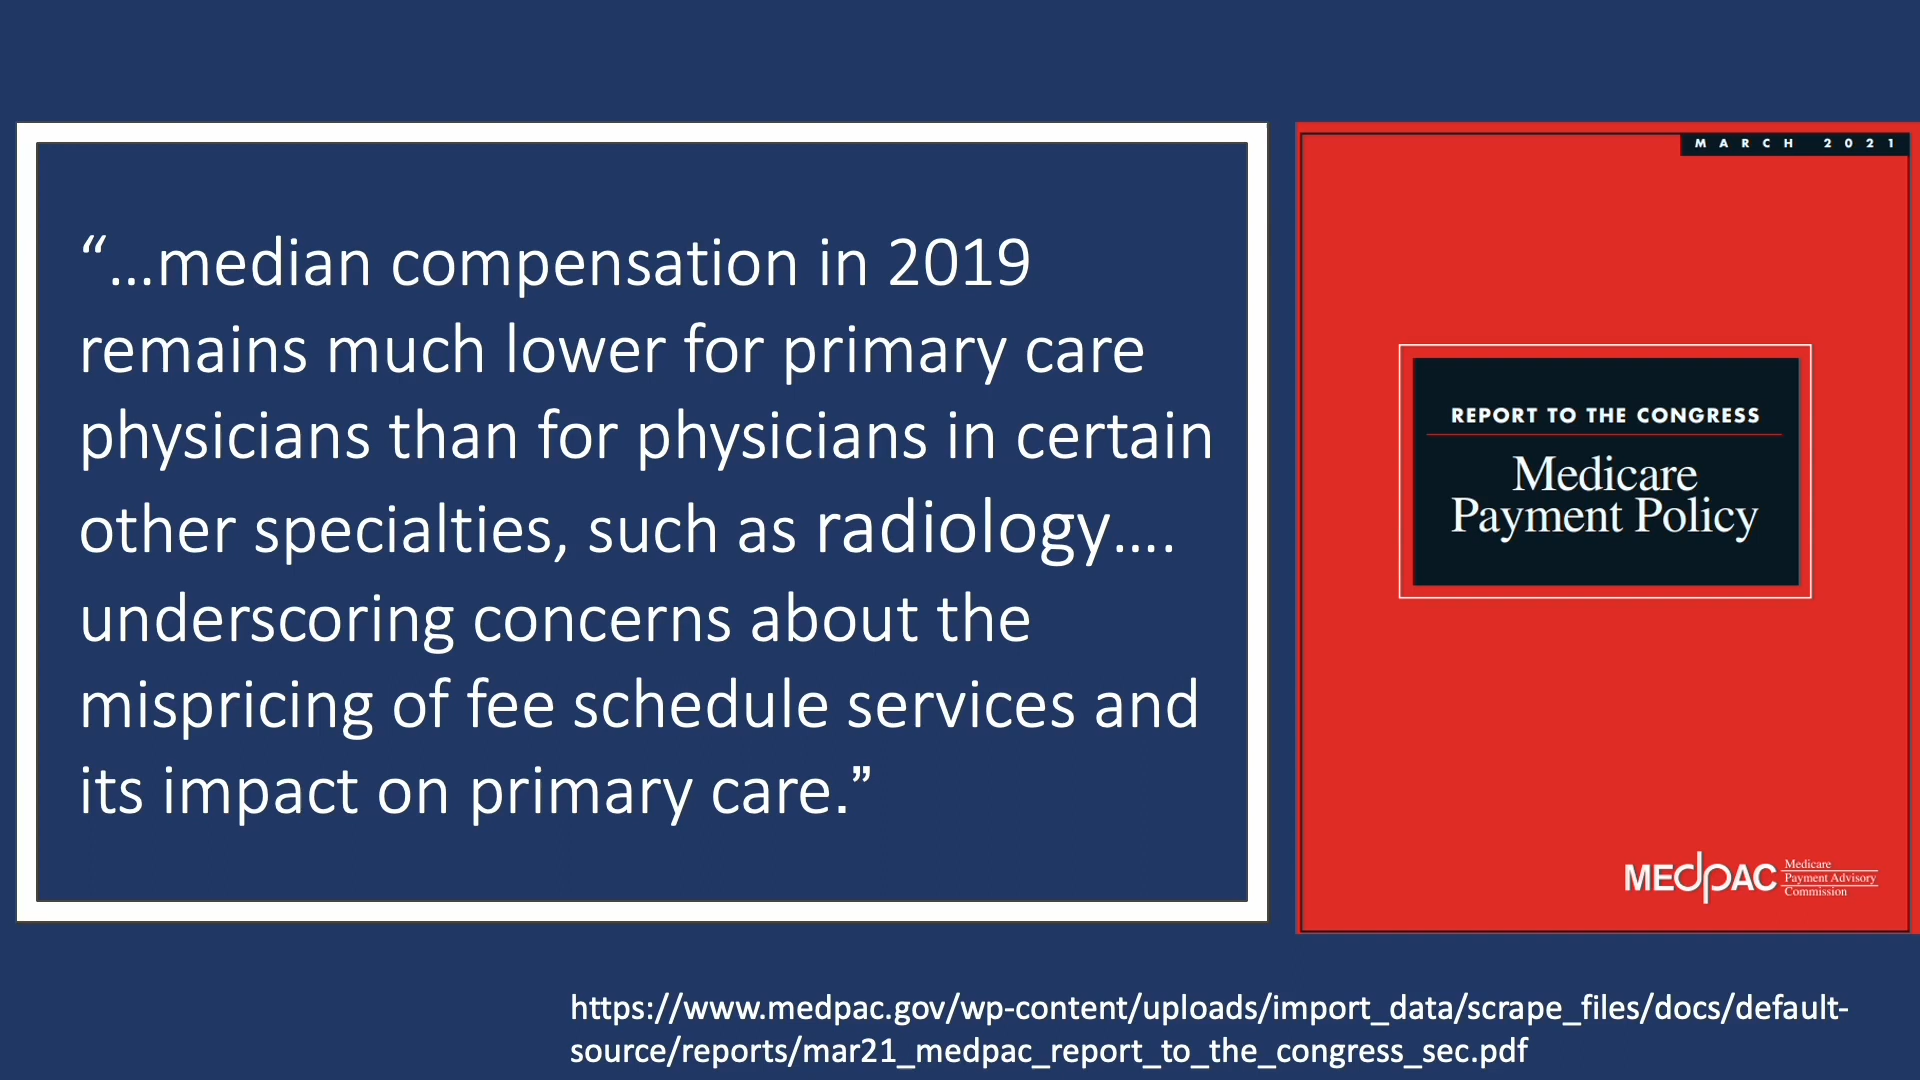 “…median compensation in 2019
remains much lower for primary care
physicians than for physicians in certain
other specialties, such as radiology….
underscoring concerns about the
mispricing of fee schedule services and
its impact on primary care.”
MARCH 2021
REPORT TO THE CONGRESS
Medicare
Payment Policy
MEdpAC
Medicare
Payment Advisory
Commission
https://www.medpac.gov/wp-content/uploads/import_data/scrape_files/docs/default-
source/reports/mar21_medpac_report_to_the_congress_sec.pdf